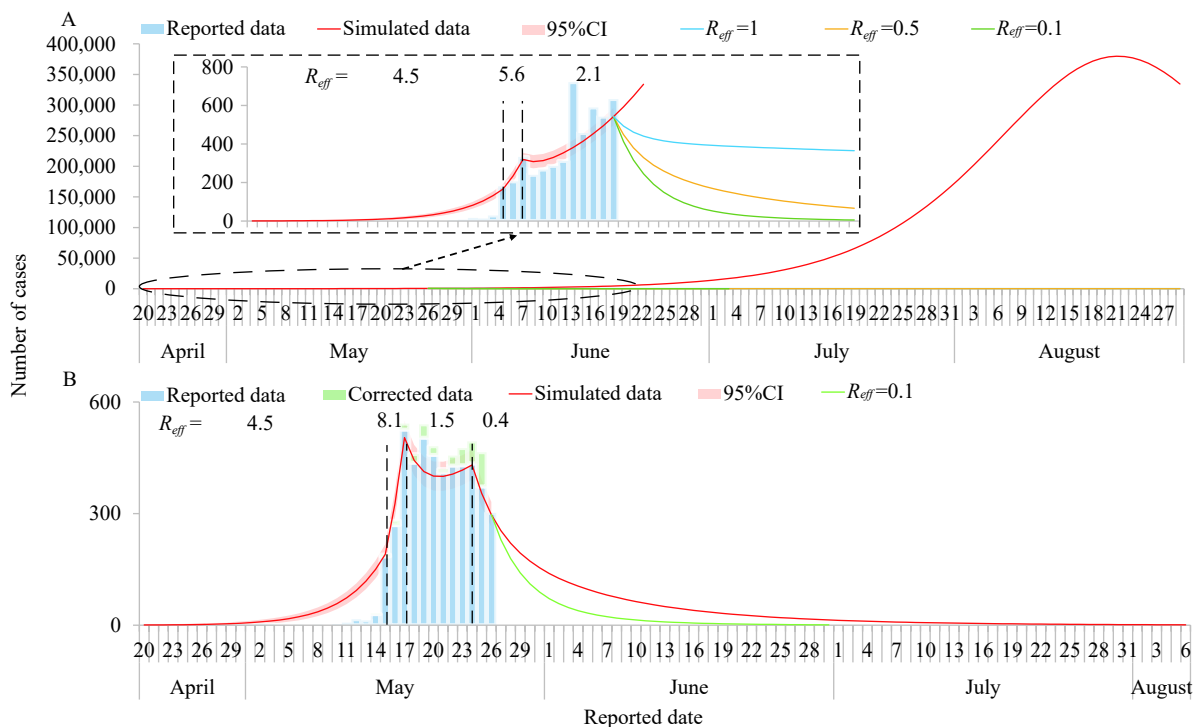 A
Reported data Simulated data 95%CI R_eff=1 R_eff=0.5 R_eff=0.1
400,000
350,000
300,000
250,000
200,000
150,000
100,000
50,000
0
800
600
400
200
0
R_eff= 4.5 5.6 2.1
20 23 26 29 2 5 8 11 14 17 20 23 26 29 1 4 7 10 13 16 19 22 25 28 1 4 7 10 13 16 19 22 25 28 31 3 6 9 12 15 18 21 24 27
April May June July August
Number of cases
B
Reported data Corrected data Simulated data 95%CI R_eff=0.1
600
300
0
R_eff= 4.5 8.1 1.5 0.4
20 23 26 29 2 5 8 11 14 17 20 23 26 29 1 4 7 10 13 16 19 22 25 28 1 4 7 10 13 16 19 22 25 28 31 3 6
April May June July August
Reported date